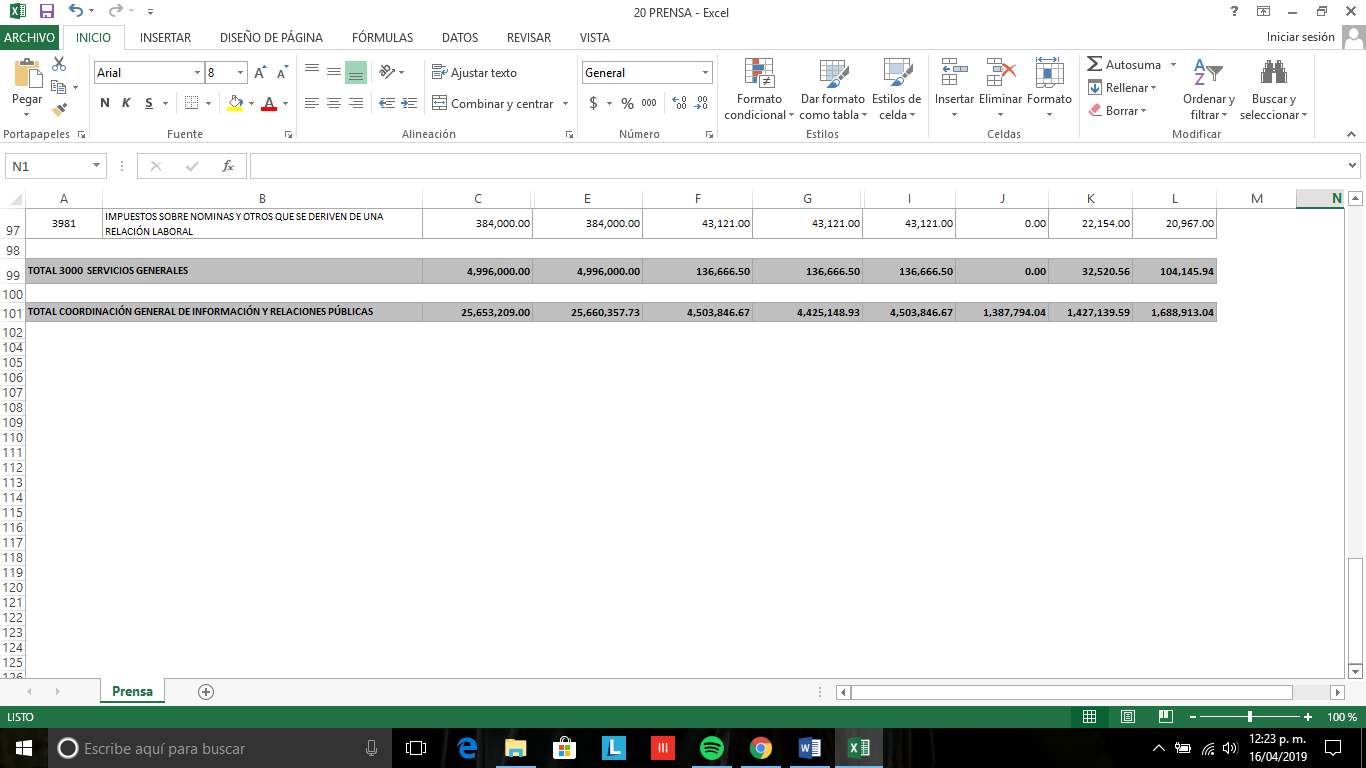 20 PRENSA - Excel
?
ARCHIVO INICIO INSERTAR DISEÑO DE PÁGINA FÓRMULAS DATOS REVISAR VISTA Iniciar sesión
Pegar
Portapapeles
Arial 8 A A
N K S A
Fuente
ab
Ajustar texto
Combinar y centrar
Alineación
General
$ % 000 ,0 ,00 ,00 ,0
Número
Formato condicional
Dar formato como tabla
Estilos de celda
Estilos
Insertar Eliminar Formato
Celdas
Autosuma
Rellenar
Borrar
Ordenar y filtrar
Buscar y seleccionar
Modificar
N1 fx
A B C E F G I J K L M N
97 3981 IMPUESTOS SOBRE NOMINAS Y OTROS QUE SE DERIVEN DE UNA RELACIÓN LABORAL 384,000.00 384,000.00 43,121.00 43,121.00 43,121.00 0.00 22,154.00 20,967.00
98
99 TOTAL 3000 SERVICIOS GENERALES 4,996,000.00 4,996,000.00 136,666.50 136,666.50 136,666.50 0.00 32,520.56 104,145.94
100
101 TOTAL COORDINACIÓN GENERAL DE INFORMACIÓN Y RELACIONES PÚBLICAS 25,653,209.00 25,660,357.73 4,503,846.67 4,425,148.93 4,503,846.67 1,387,794.04 1,427,139.59 1,688,913.04
102
104
105
106
107
108
109
110
111
112
113
114
115
116
117
118
119
120
121
122
123
124
125
126
Prensa
LISTO 100 %
Escribe aquí para buscar
12:23 p. m.
16/04/2019